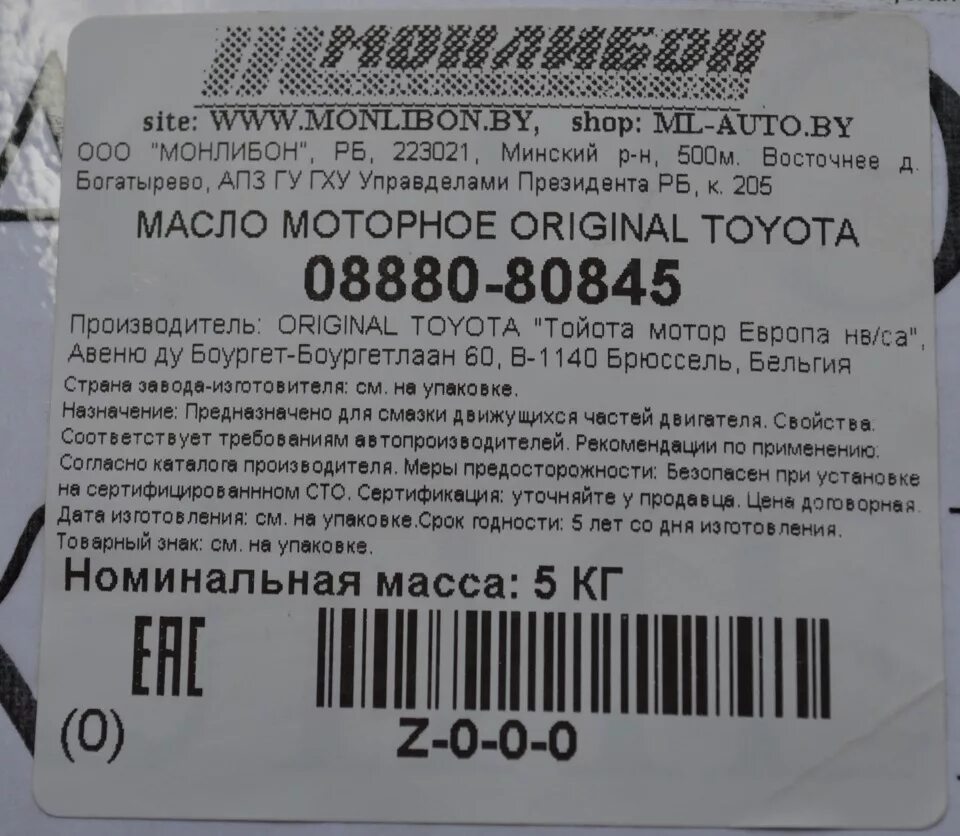 МОНЛИБОН
site: WWW.MONLIBON.BY, shop: ML-AUTO.BY
ООО "МОНЛИБОН", РБ, 223021, Минский р-н, 500м. Восточнее д.
Богатырево, АПЗ ГУ ГХУ Управделами Президента РБ, к. 205
МАСЛО МОТОРНОЕ ORIGINAL TOYOTA
08880-80845
Производитель: ORIGINAL TOYOTA "Тойота мотор Европа нв/са",
Авеню ду Боургет-Боургетлаан 60, В-1140 Брюссель, Бельгия
Страна завода-изготовителя: см. на упаковке.
Назначение: Предназначено для смазки движущихся частей двигателя. Свойства:
Соответствует требованиям автопроизводителей. Рекомендации по применению:
Согласно каталога производителя. Меры предосторожности: Безопасен при установке
на сертифицированнном СТО. Сертификация: уточняйте у продавца. Цена договорная.
Дата изготовления: см. на упаковке.Срок годности: 5 лет со дня изготовления.
Товарный знак: см. на упаковке.
Номинальная масса: 5 КГ
EAC
(0)
Z-0-0-0